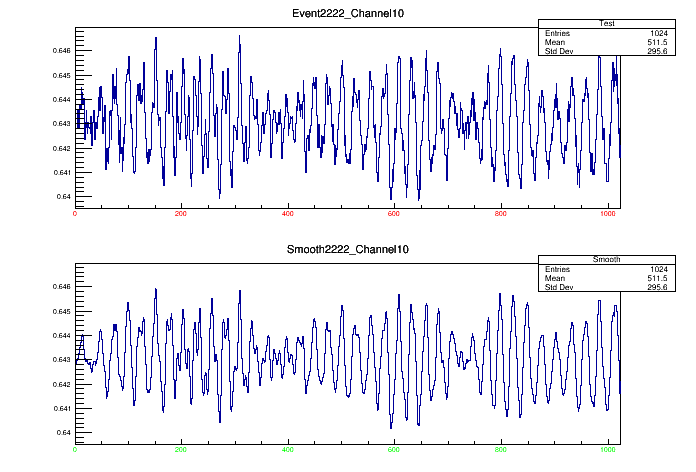 Event2222_Channel10
Test
Entries 1024
Mean 511.5
Std Dev 295.6
0.646
0.645
0.644
0.643
0.642
0.641
0.64
0 200 400 600 800 1000
Smooth2222_Channel10
Smooth
Entries 1024
Mean 511.5
Std Dev 295.6
0.646
0.645
0.644
0.643
0.642
0.641
0.64
0 200 400 600 800 1000